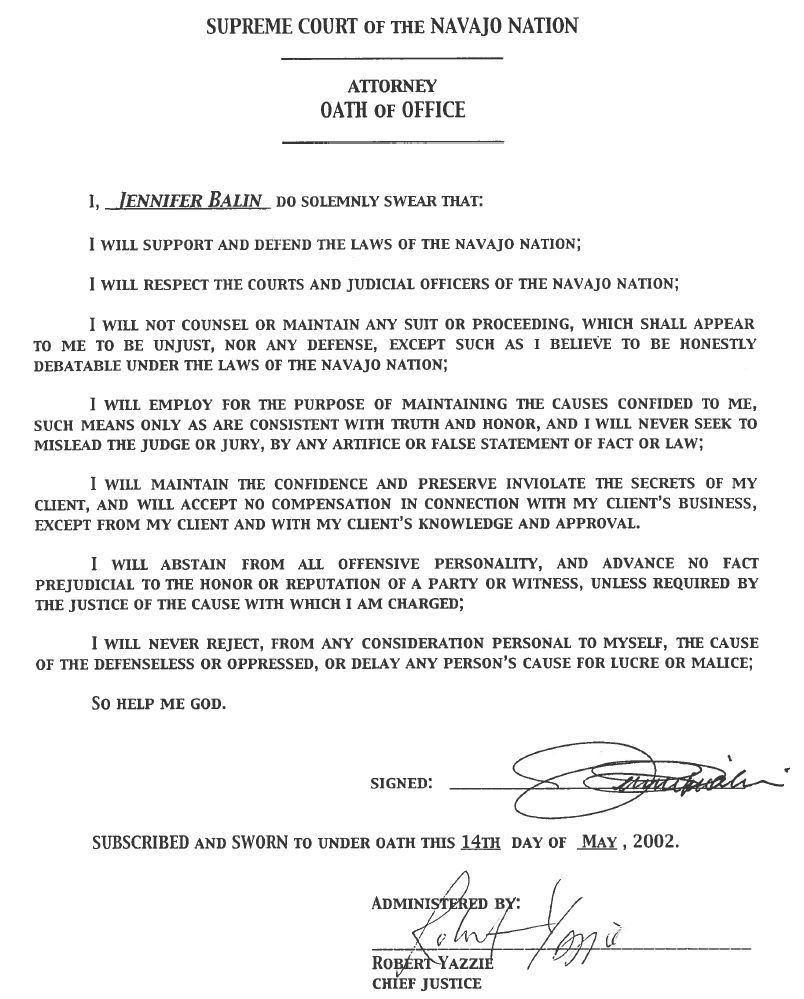 SUPREME COURT OF THE NAVAJO NATION
ATTORNEY
OATH OF OFFICE
I, JENNIFER BALIN DO SOLEMNLY SWEAR THAT:
I WILL SUPPORT AND DEFEND THE LAWS OF THE NAVAJO NATION;
I WILL RESPECT THE COURTS AND JUDICIAL OFFICERS OF THE NAVAJO NATION;
I WILL NOT COUNSEL OR MAINTAIN ANY SUIT OR PROCEEDING, WHICH SHALL APPEAR
TO ME TO BE UNJUST, NOR ANY DEFENSE, EXCEPT SUCH AS I BELIEVE TO BE HONESTLY
DEBATABLE UNDER THE LAWS OF THE NAVAJO NATION;
I WILL EMPLOY FOR THE PURPOSE OF MAINTAINING THE CAUSES CONFIDED TO ME,
SUCH MEANS ONLY AS ARE CONSISTENT WITH TRUTH AND HONOR, AND I WILL NEVER SEEK TO
MISLEAD THE JUDGE OR JURY, BY ANY ARTIFICE OR FALSE STATEMENT OF FACT OR LAW;
I WILL MAINTAIN THE CONFIDENCE AND PRESERVE INVIOLATE THE SECRETS OF MY
CLIENT, AND WILL ACCEPT NO COMPENSATION IN CONNECTION WITH MY CLIENT'S BUSINESS,
EXCEPT FROM MY CLIENT AND WITH MY CLIENT'S KNOWLEDGE AND APPROVAL.
I WILL ABSTAIN FROM ALL OFFENSIVE PERSONALITY, AND ADVANCE NO FACT
PREJUDICIAL TO THE HONOR OR REPUTATION OF A PARTY OR WITNESS, UNLESS REQUIRED BY
THE JUSTICE OF THE CAUSE WITH WHICH I AM CHARGED;
I WILL NEVER REJECT, FROM ANY CONSIDERATION PERSONAL TO MYSELF, THE CAUSE
OF THE DEFENSELESS OR OPPRESSED, OR DELAY ANY PERSON'S CAUSE FOR LUCRE OR MALICE;
SO HELP ME GOD.
SIGNED:
SUBSCRIBED AND SWORN TO UNDER OATH THIS 14TH DAY OF MAY, 2002.
ADMINISTERED BY:
Robert Yazzie
ROBERT YAZZIE
CHIEF JUSTICE